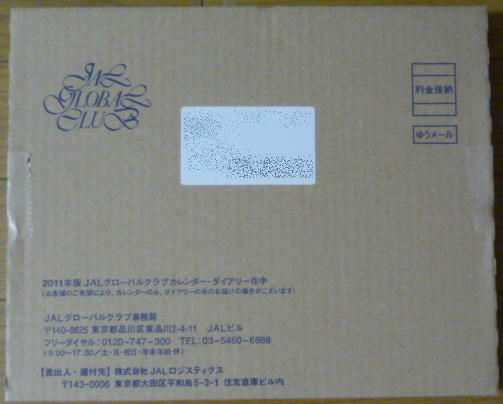 JAL
GLOBAL
CLUB
料金後納
ゆうメール
2011年版 JALグローバルクラブ カレンダー・ダイアリー在中
(お客様のご希望により、カレンダーのみ、ダイアリーのみのお届けの場合がございます)
JALグローバルクラブ事務局
〒140-8625 東京都品川区東品川2-4-11 JALビル
フリーダイヤル:0120-747-300 TEL:03-5460-6868
(9:00〜17:30／土・日・祝日・年末年始 休)
【差出人・還付先】 株式会社 JALロジスティクス
〒143-0006 東京都大田区平和島5-3-1 住友倉庫ビル内